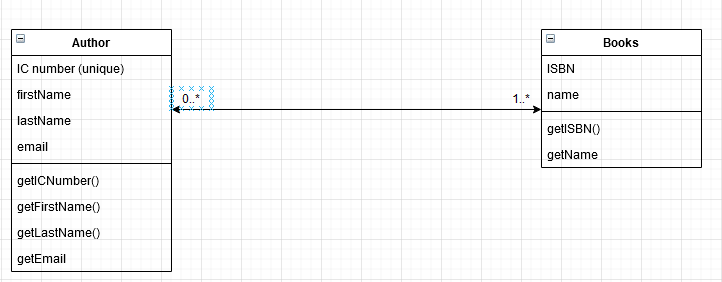 Author
IC number (unique)
firstName
lastName
email
getICNumber()
getFirstName()
getLastName()
getEmail
0..*
1..*
Books
ISBN
name
getISBN()
getName